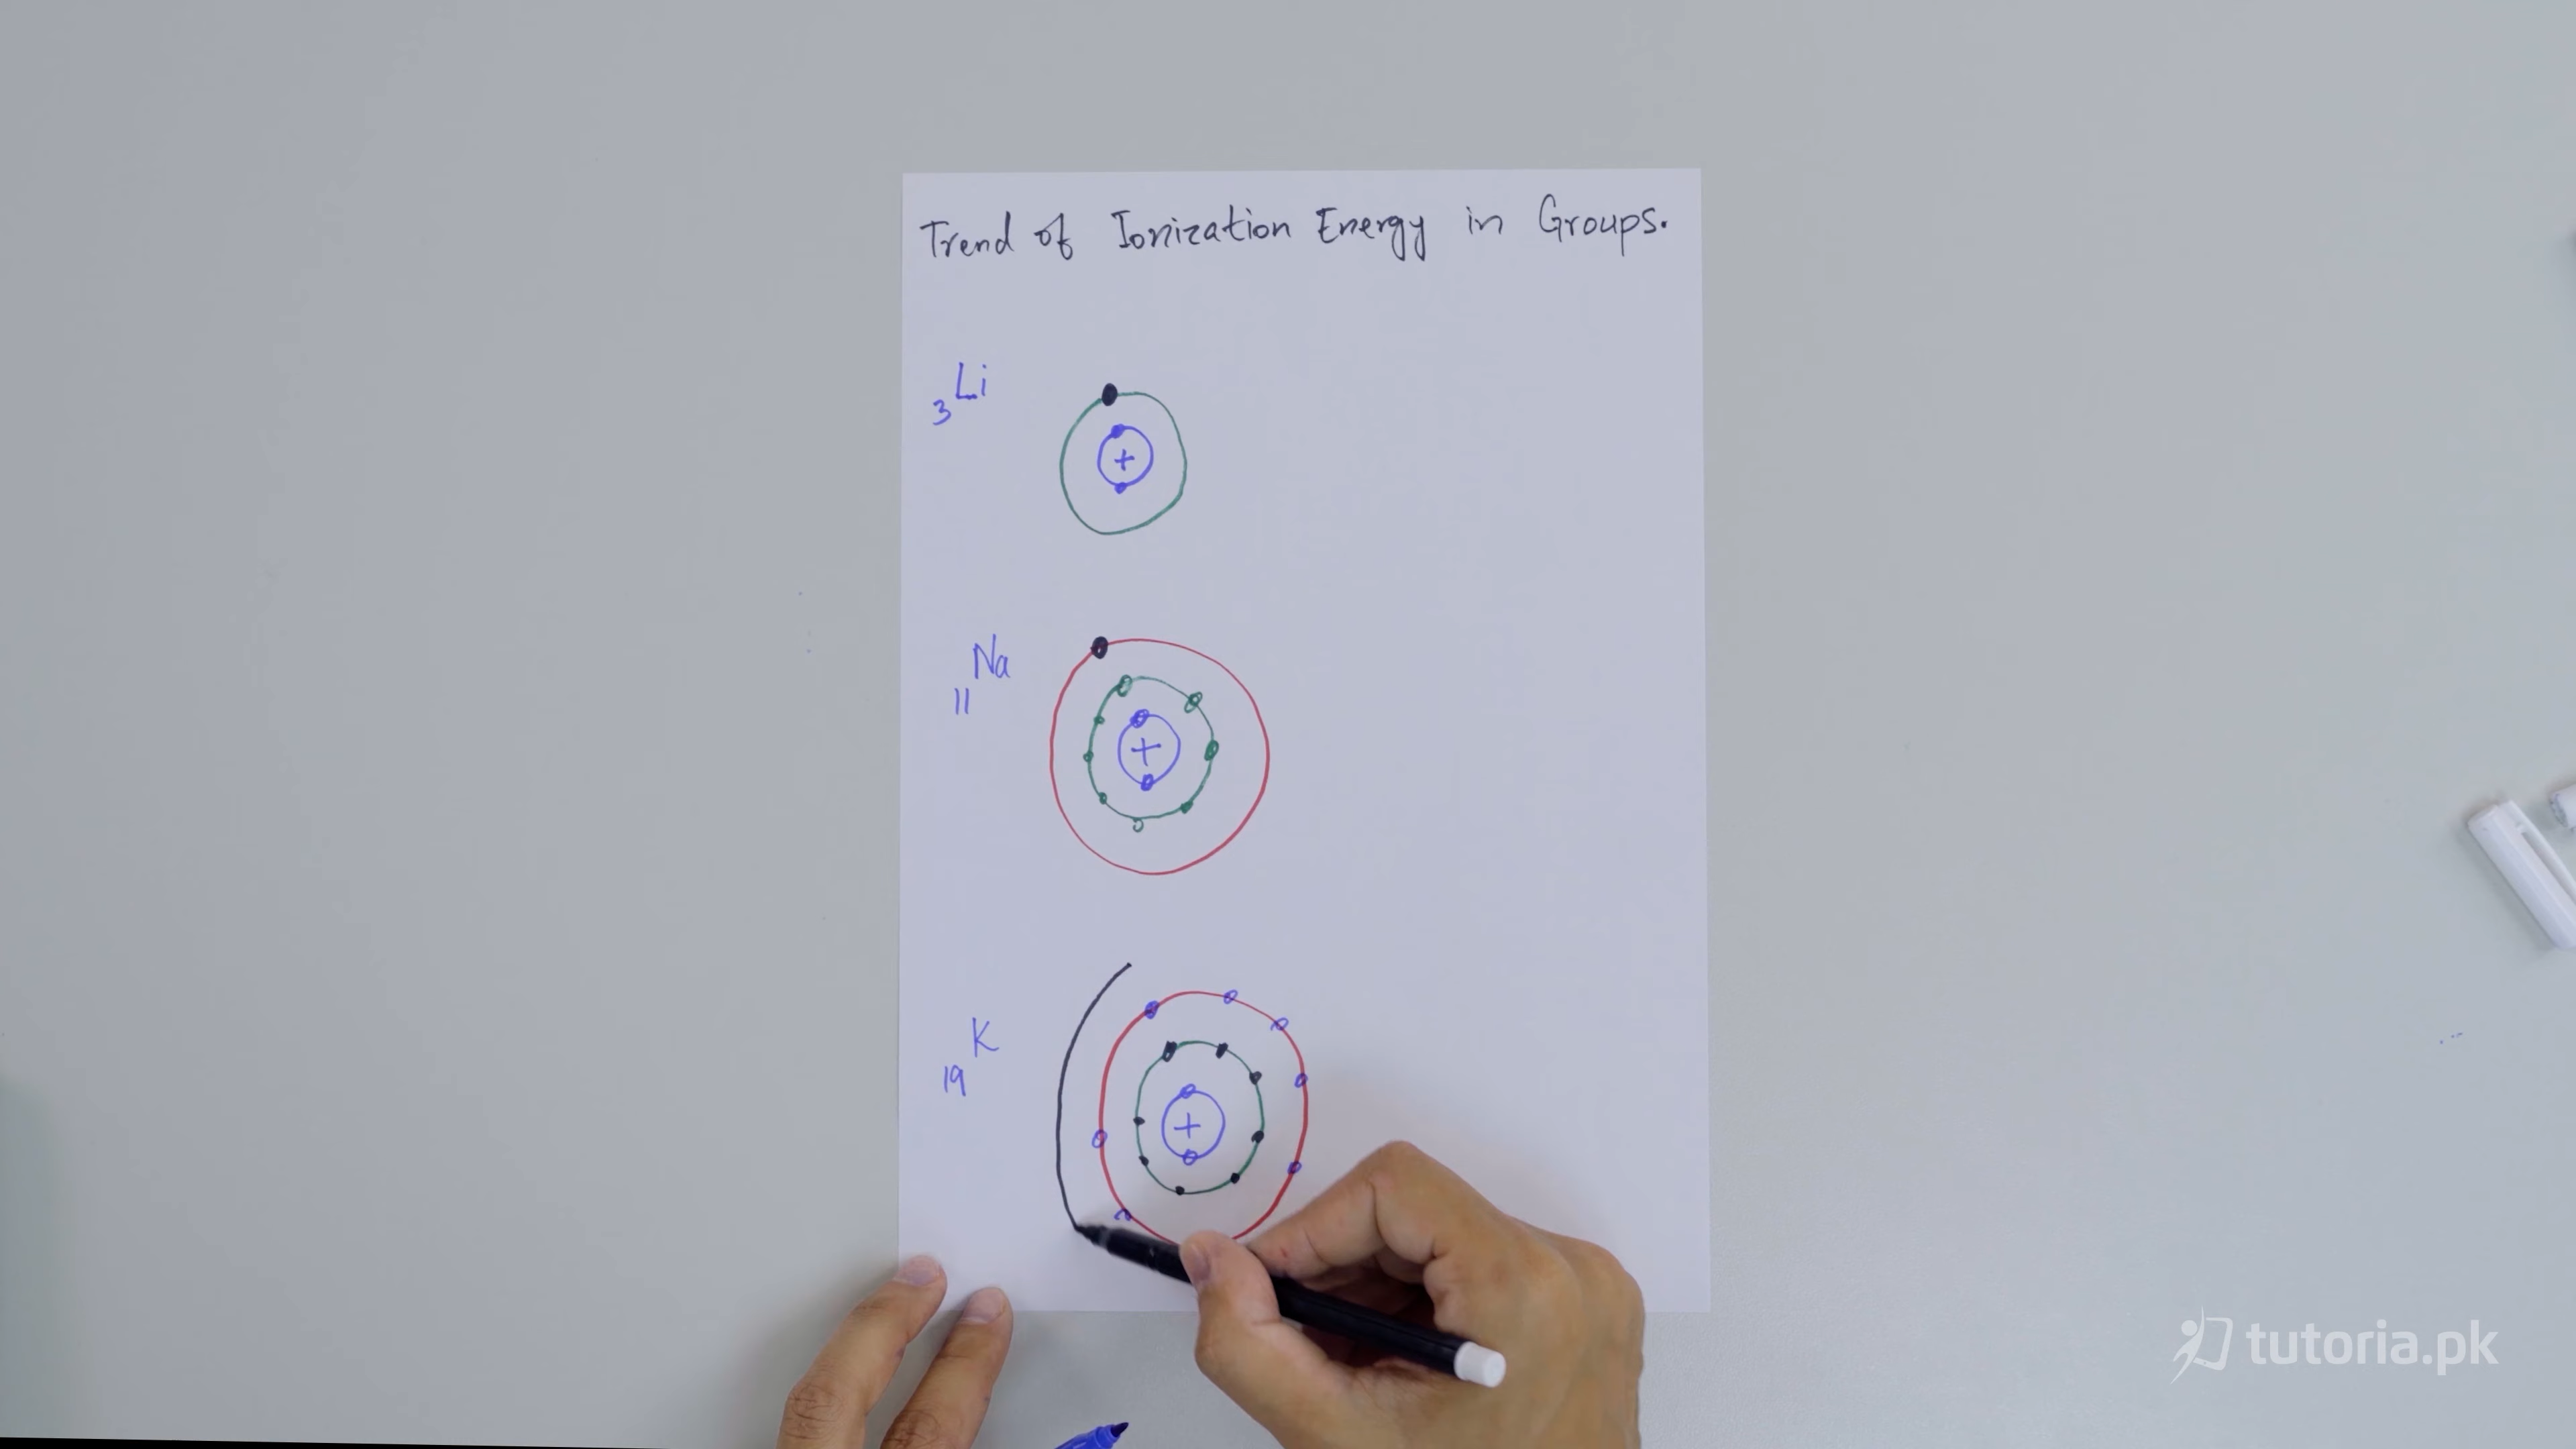 Trend of Ionization Energy in Groups.
3Li
+
11Na
+
19K
+
tutoria.pk